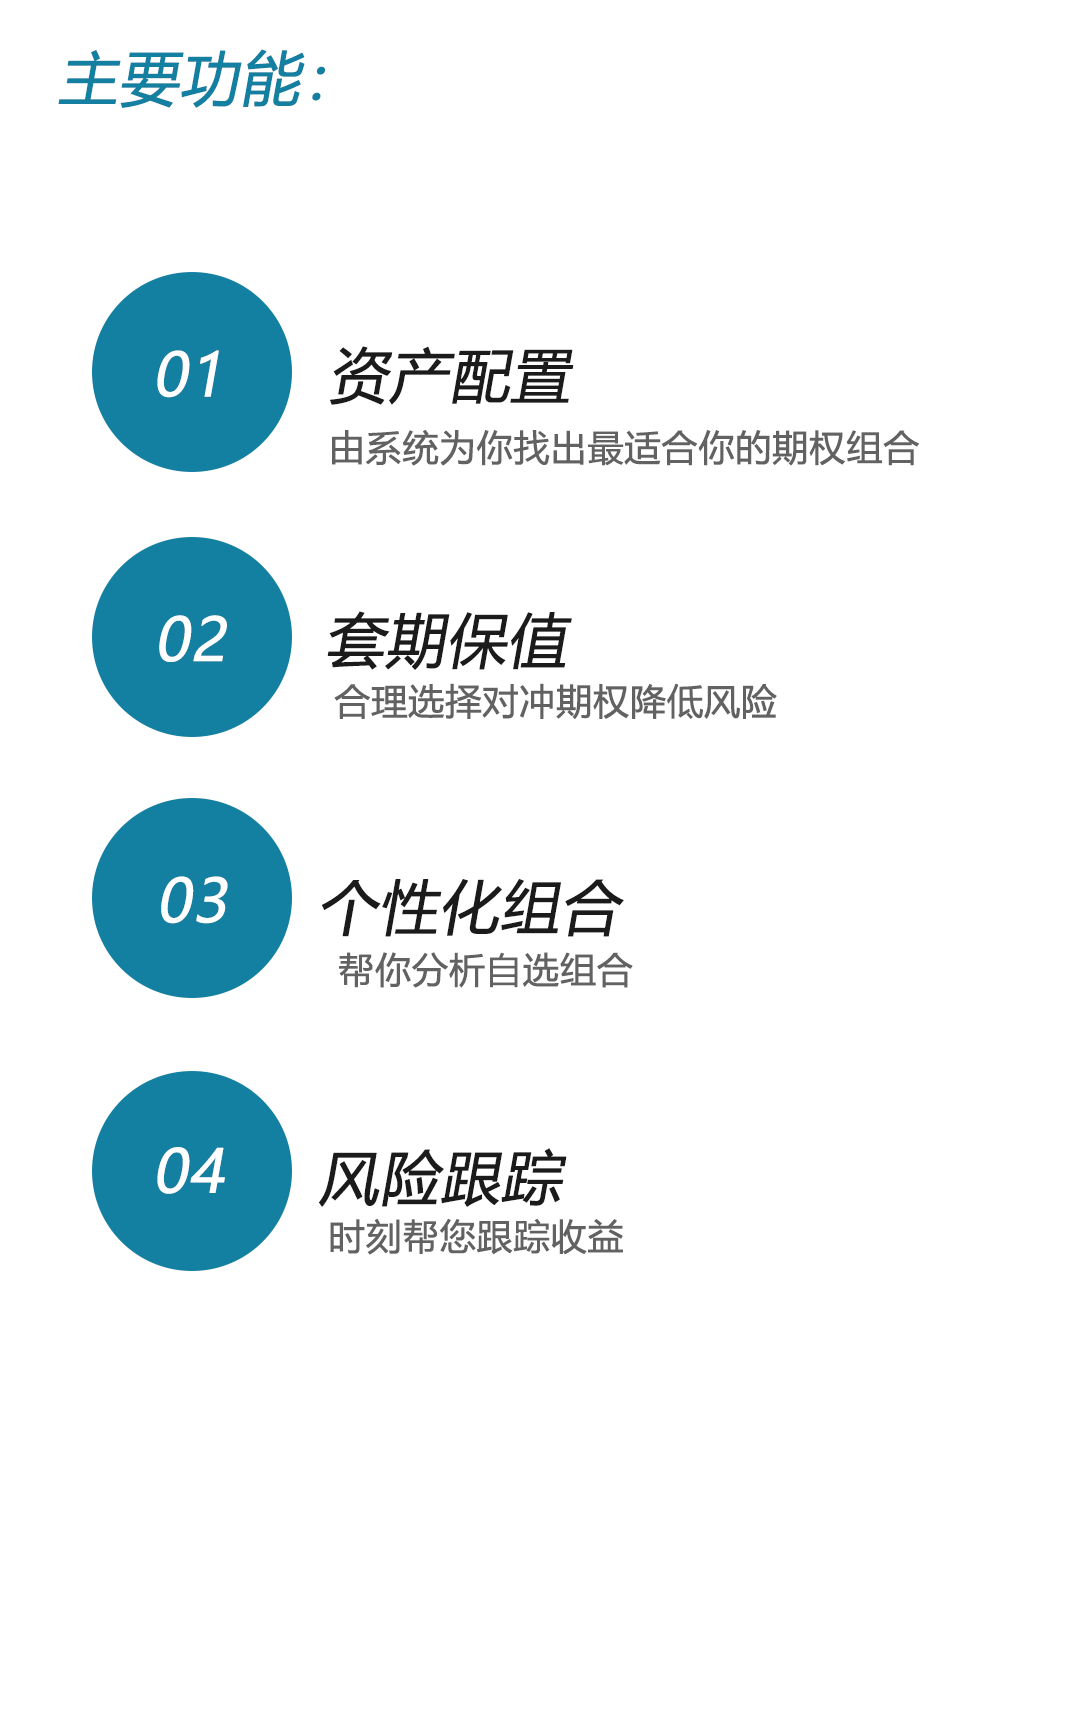 主要功能：
01
资产配置
由系统为你找出最适合你的期权组合
02
套期保值
合理选择对冲期权降低风险
03
个性化组合
帮你分析自选组合
04
风险跟踪
时刻帮您跟踪收益